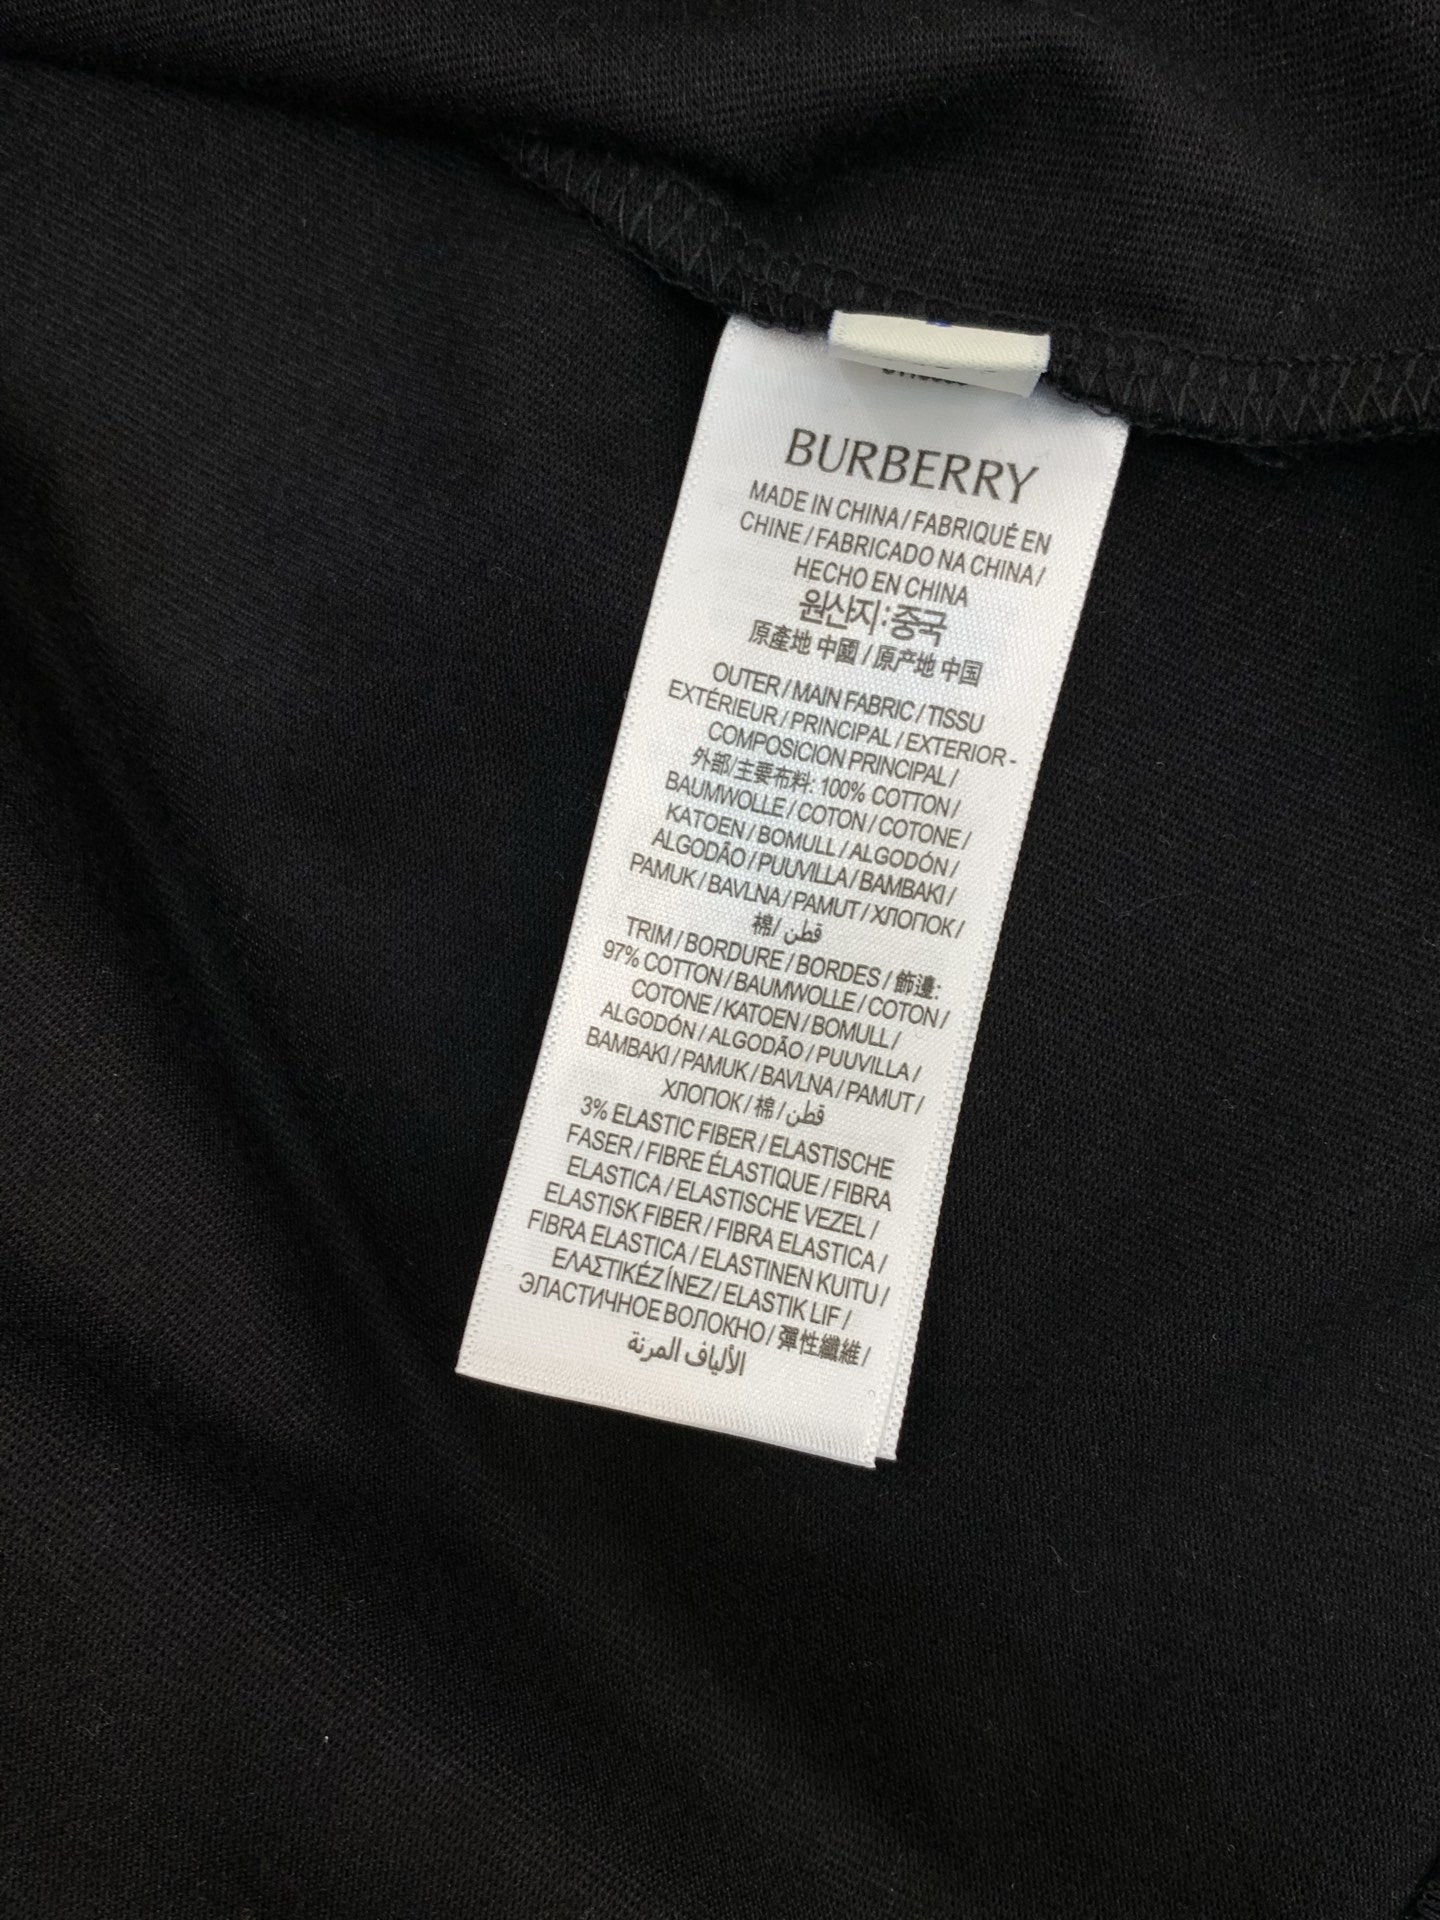 BURBERRY
MADE IN CHINA / FABRIQUÉ EN
CHINE / FABRICADO NA CHINA /
HECHO EN CHINA
원산지: 중국
原產地 中國 / 原产地 中国
OUTER / MAIN FABRIC / TISSU
EXTÉRIEUR / PRINCIPAL / EXTERIOR -
COMPOSICION PRINCIPAL /
外部/主要布料: 100% COTTON /
BAUMWOLLE / COTON / COTONE /
KATOEN / BOMULL / ALGODÓN /
ALGODÃO / PUUVILLA / BAMBAKI /
PAMUK / BAVLNA / PAMUT / ХЛОПОК /
棉/ قطن
TRIM / BORDURE / BORDES / 飾邊:
97% COTTON / BAUMWOLLE / COTON /
COTONE / KATOEN / BOMULL /
ALGODÓN / ALGODÃO / PUUVILLA /
BAMBAKI / PAMUK / BAVLNA / PAMUT /
ХЛОПОК / 棉 / قطن
3% ELASTIC FIBER / ELASTISCHE
FASER / FIBRE ÉLASTIQUE / FIBRA
ELASTICA / ELASTISCHE VEZEL /
ELASTISK FIBER / FIBRA ELASTICA /
FIBRA ELASTICA / ELASTINEN KUITU /
ΕΛΑΣΤΙΚÉΖ ÍΝΕΖ / ELASTIK LIF /
ЭЛАСТИЧНОЕ ВОЛОКНО / 彈性纖維 /
الألياف المرنة